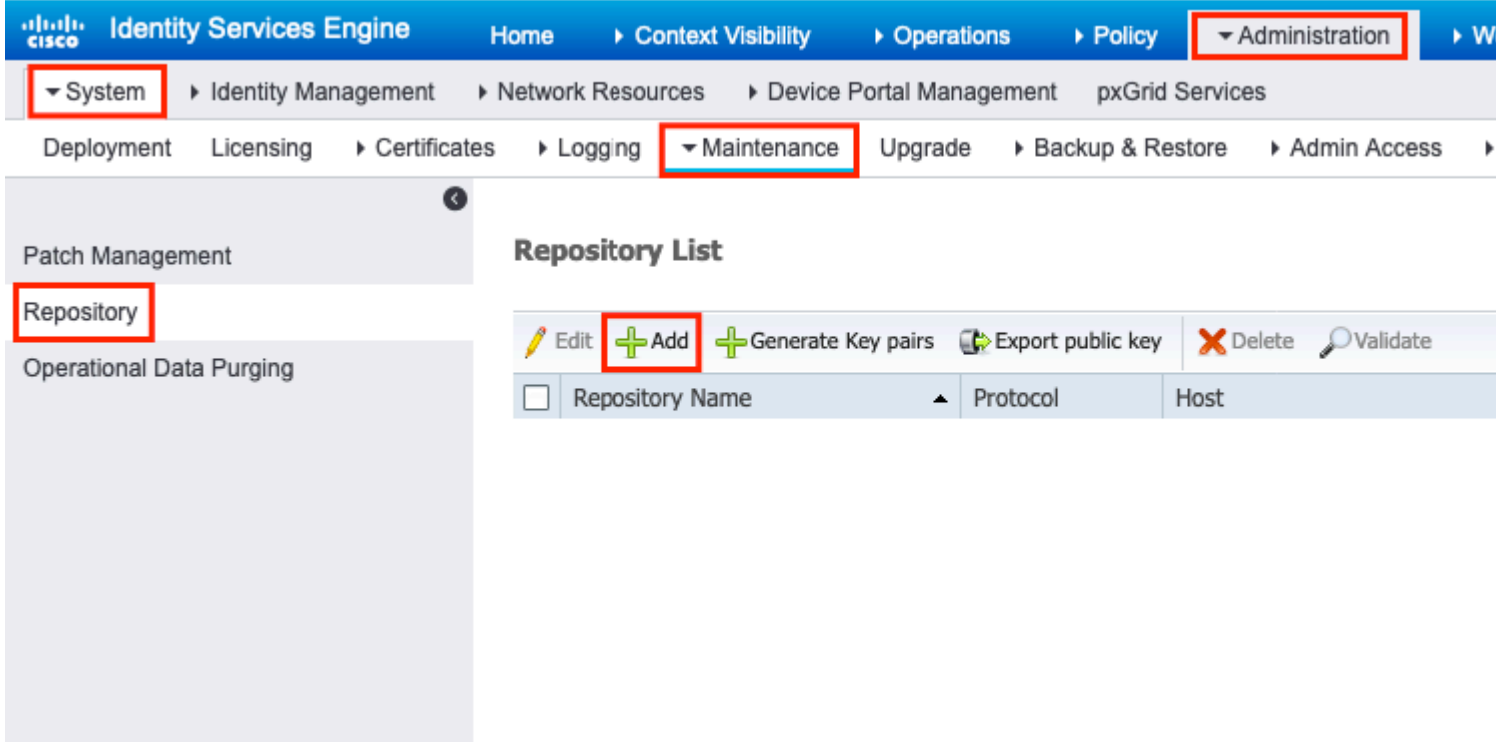 cisco Identity Services Engine Home Context Visibility Operations Policy Administration W
System Identity Management Network Resources Device Portal Management pxGrid Services
Deployment Licensing Certificates Logging Maintenance Upgrade Backup & Restore Admin Access
Patch Management
Repository
Operational Data Purging
Repository List
Edit Add Generate Key pairs Export public key Delete Validate
Repository Name Protocol Host